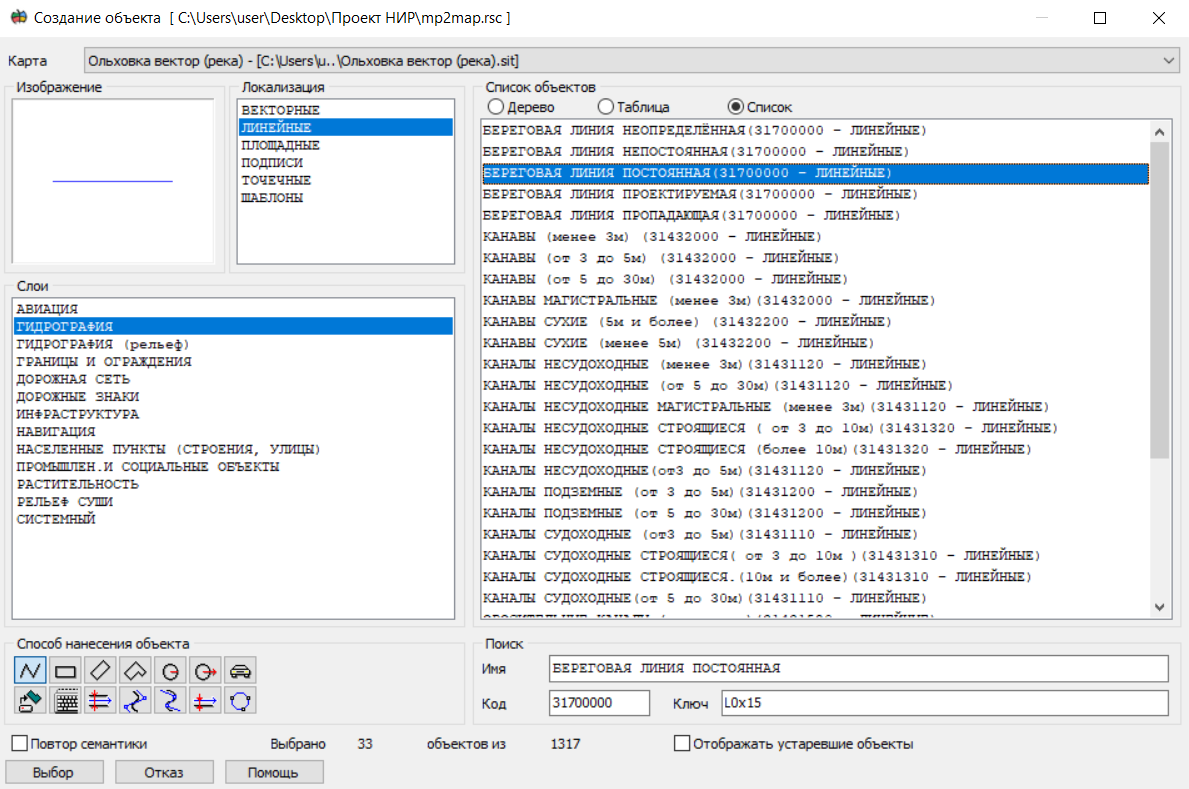 Создание объекта [ C:\Users\user\Desktop\Проект НИР\mp2map.rsc ]
Карта
Ольховка вектор (река) - [C:\Users\u..\Ольховка вектор (река).sit]
Изображение
Локализация
ВЕКТОРНЫЕ
ЛИНЕЙНЫЕ
ПЛОЩАДНЫЕ
ПОДПИСИ
ТОЧЕЧНЫЕ
ШАБЛОНЫ
Слои
АВИАЦИЯ
ГИДРОГРАФИЯ
ГИДРОГРАФИЯ (рельеф)
ГРАНИЦЫ И ОГРАЖДЕНИЯ
ДОРОЖНАЯ СЕТЬ
ДОРОЖНЫЕ ЗНАКИ
ИНФРАСТРУКТУРА
НАВИГАЦИЯ
НАСЕЛЕННЫЕ ПУНКТЫ (СТРОЕНИЯ, УЛИЦЫ)
ПРОМЫШЛЕН.И СОЦИАЛЬНЫЕ ОБЪЕКТЫ
РАСТИТЕЛЬНОСТЬ
РЕЛЬЕФ СУШИ
СИСТЕМНЫЙ
Список объектов
Дерево Таблица Список
БЕРЕГОВАЯ ЛИНИЯ НЕОПРЕДЕЛЁННАЯ(31700000 - ЛИНЕЙНЫЕ)
БЕРЕГОВАЯ ЛИНИЯ НЕПОСТОЯННАЯ(31700000 - ЛИНЕЙНЫЕ)
БЕРЕГОВАЯ ЛИНИЯ ПОСТОЯННАЯ(31700000 - ЛИНЕЙНЫЕ)
БЕРЕГОВАЯ ЛИНИЯ ПРОЕКТИРУЕМАЯ(31700000 - ЛИНЕЙНЫЕ)
БЕРЕГОВАЯ ЛИНИЯ ПРОПАДАЮЩАЯ(31700000 - ЛИНЕЙНЫЕ)
КАНАВЫ (менее 3м) (31432000 - ЛИНЕЙНЫЕ)
КАНАВЫ (от 3 до 5м) (31432000 - ЛИНЕЙНЫЕ)
КАНАВЫ (от 5 до 30м) (31432000 - ЛИНЕЙНЫЕ)
КАНАВЫ МАГИСТРАЛЬНЫЕ (менее 3м)(31432000 - ЛИНЕЙНЫЕ)
КАНАВЫ СУХИЕ (5м и более) (31432200 - ЛИНЕЙНЫЕ)
КАНАВЫ СУХИЕ (менее 5м) (31432200 - ЛИНЕЙНЫЕ)
КАНАЛЫ НЕСУДОХОДНЫЕ (менее 3м)(31431120 - ЛИНЕЙНЫЕ)
КАНАЛЫ НЕСУДОХОДНЫЕ (от 5 до 30м)(31431120 - ЛИНЕЙНЫЕ)
КАНАЛЫ НЕСУДОХОДНЫЕ МАГИСТРАЛЬНЫЕ (менее 3м)(31431120 - ЛИНЕЙНЫЕ)
КАНАЛЫ НЕСУДОХОДНЫЕ СТРОЯЩИЕСЯ ( от 3 до 10м)(31431320 - ЛИНЕЙНЫЕ)
КАНАЛЫ НЕСУДОХОДНЫЕ СТРОЯЩИЕСЯ (более 10м)(31431320 - ЛИНЕЙНЫЕ)
КАНАЛЫ НЕСУДОХОДНЫЕ(от3 до 5м)(31431120 - ЛИНЕЙНЫЕ)
КАНАЛЫ ПОДЗЕМНЫЕ (от 3 до 5м)(31431200 - ЛИНЕЙНЫЕ)
КАНАЛЫ ПОДЗЕМНЫЕ (от 5 до 30м)(31431200 - ЛИНЕЙНЫЕ)
КАНАЛЫ СУДОХОДНЫЕ (от3 до 5м)(31431110 - ЛИНЕЙНЫЕ)
КАНАЛЫ СУДОХОДНЫЕ СТРОЯЩИЕСЯ( от 3 до 10м )(31431310 - ЛИНЕЙНЫЕ)
КАНАЛЫ СУДОХОДНЫЕ СТРОЯЩИЕСЯ.(10м и более)(31431310 - ЛИНЕЙНЫЕ)
КАНАЛЫ СУДОХОДНЫЕ(от 5 до 30м)(31431110 - ЛИНЕЙНЫЕ)
Способ нанесения объекта
Поиск
Имя БЕРЕГОВАЯ ЛИНИЯ ПОСТОЯННАЯ
Код 31700000 Ключ L0x15
Повтор семантики Выбрано 33 объектов из 1317 Отображать устаревшие объекты
Выбор Отказ Помощь